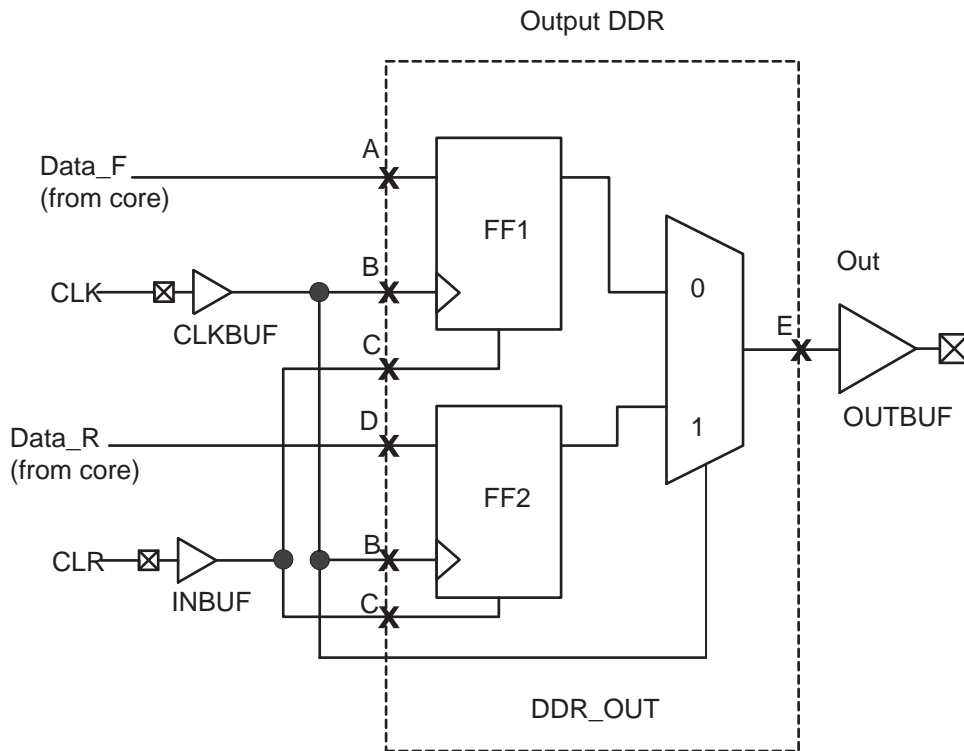 Output DDR
A
Data_F
(from core)
FF1
B
CLK
CLKBUF
0
Out
E
C
OUTBUF
D
Data_R
(from core)
1
FF2
B
CLR
INBUF
C
DDR_OUT